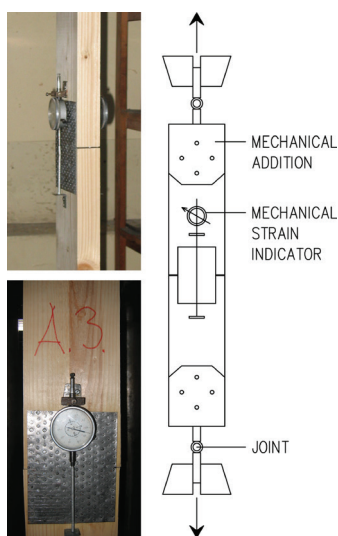 MECHANICAL
ADDITION
MECHANICAL
STRAIN
INDICATOR
A.3.
JOINT